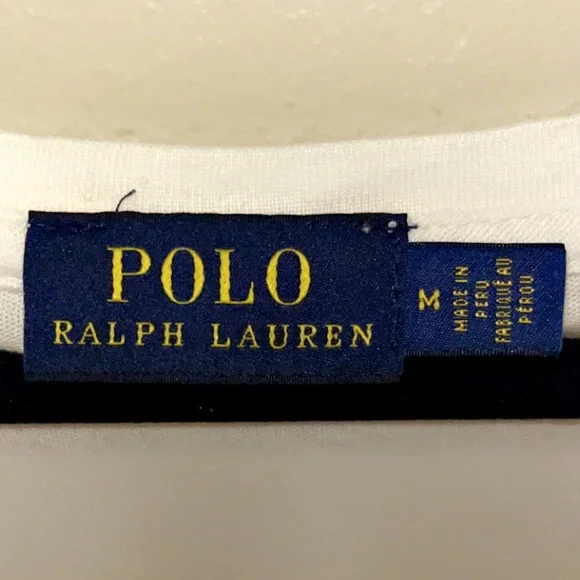 POLO
RALPH LAUREN
M
MADE IN
PERU
FABRIQUÉ AU
PÉROU